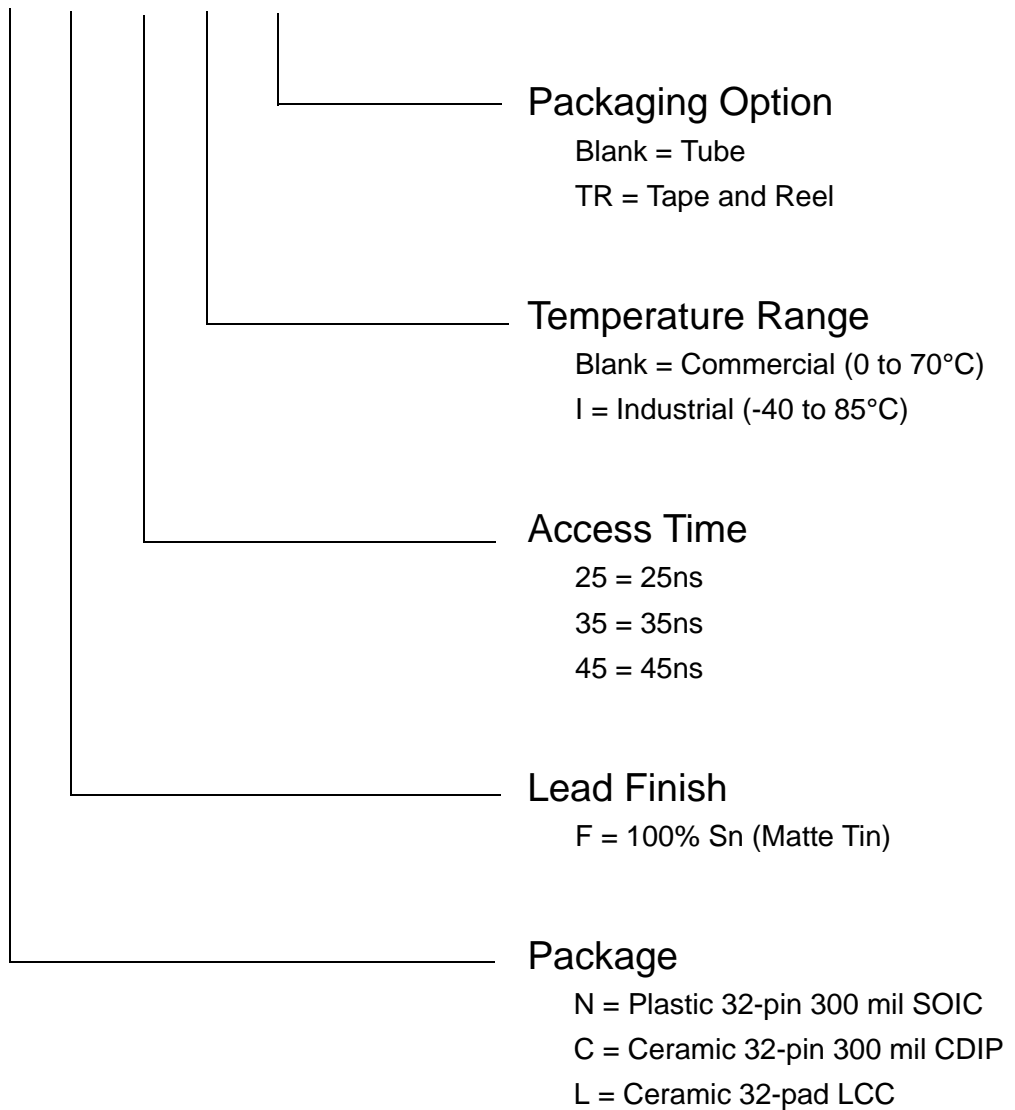 Packaging Option
Blank = Tube
TR = Tape and Reel
Temperature Range
Blank = Commercial (0 to 70°C)
I = Industrial (-40 to 85°C)
Access Time
25 = 25ns
35 = 35ns
45 = 45ns
Lead Finish
F = 100% Sn (Matte Tin)
Package
N = Plastic 32-pin 300 mil SOIC
C = Ceramic 32-pin 300 mil CDIP
L = Ceramic 32-pad LCC